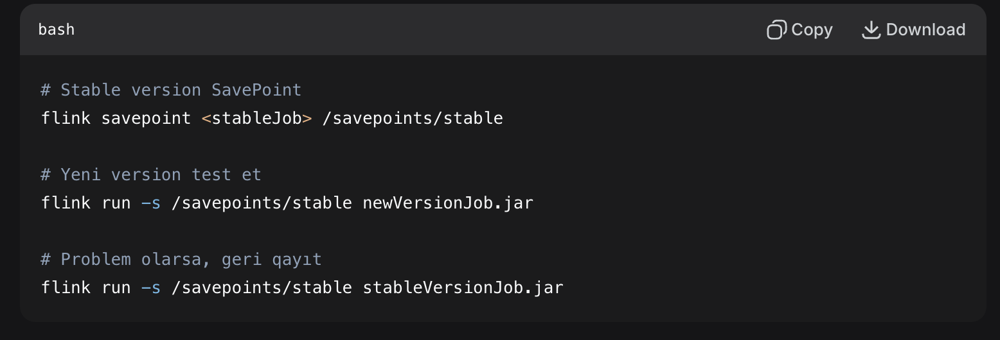 bash
Copy
Download
# Stable version SavePoint
flink savepoint <stableJob> /savepoints/stable
# Yeni version test et
flink run -s /savepoints/stable newVersionJob.jar
# Problem olarsa, geri qayıt
flink run -s /savepoints/stable stableVersionJob.jar